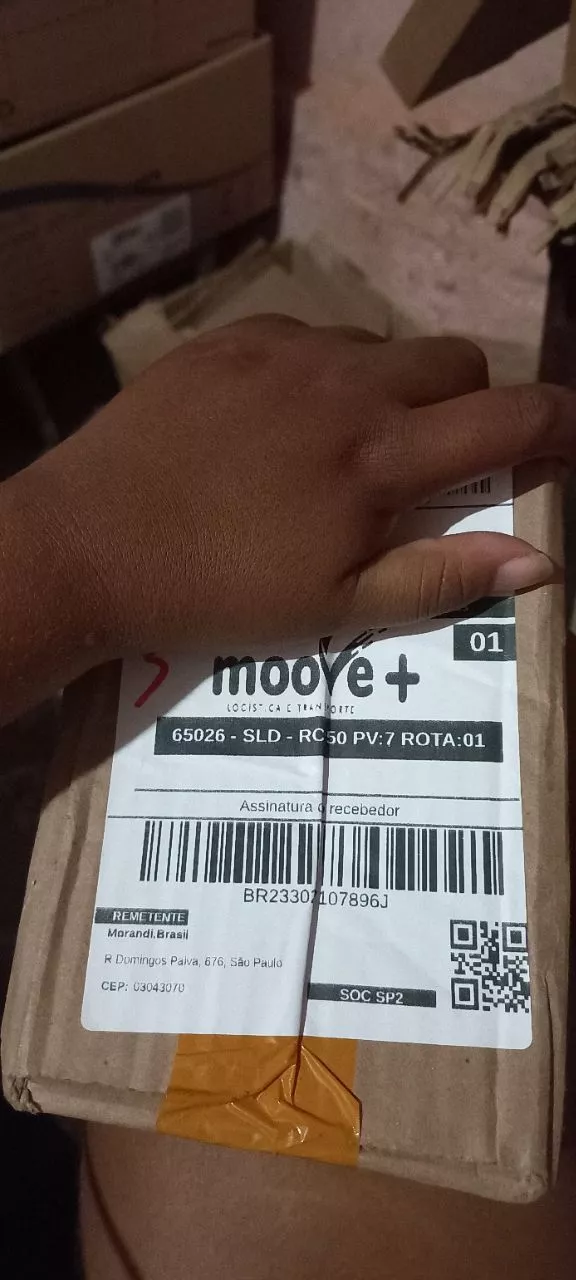 01
moove+
LOGÍSTICA E TRANSPORTE
65026 - SLD - RC50 PV:7 ROTA:01
Assinatura o recebedor
BR23302107896J
REMETENTE
Morandi.Brasil
R Domingos Paiva, 676, São Paulo
CEP: 03043070
SOC SP2